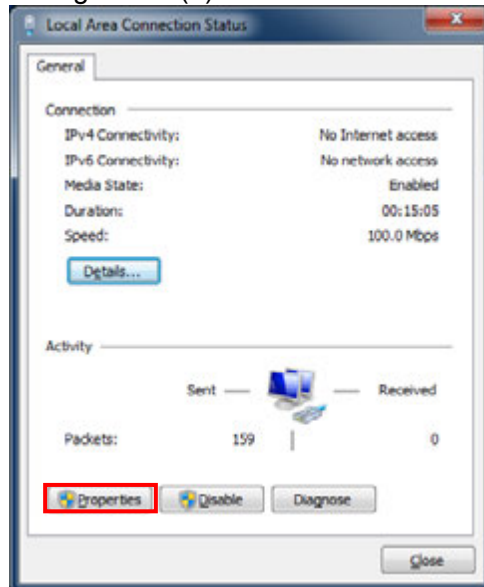 Local Area Connection Status
General
Connection
IPv4 Connectivity: No Internet access
IPv6 Connectivity: No network access
Media State: Enabled
Duration: 00:15:05
Speed: 100.0 Mbps
Details...
Activity
Sent Received
Packets: 159 0
Properties Disable Diagnose
Close